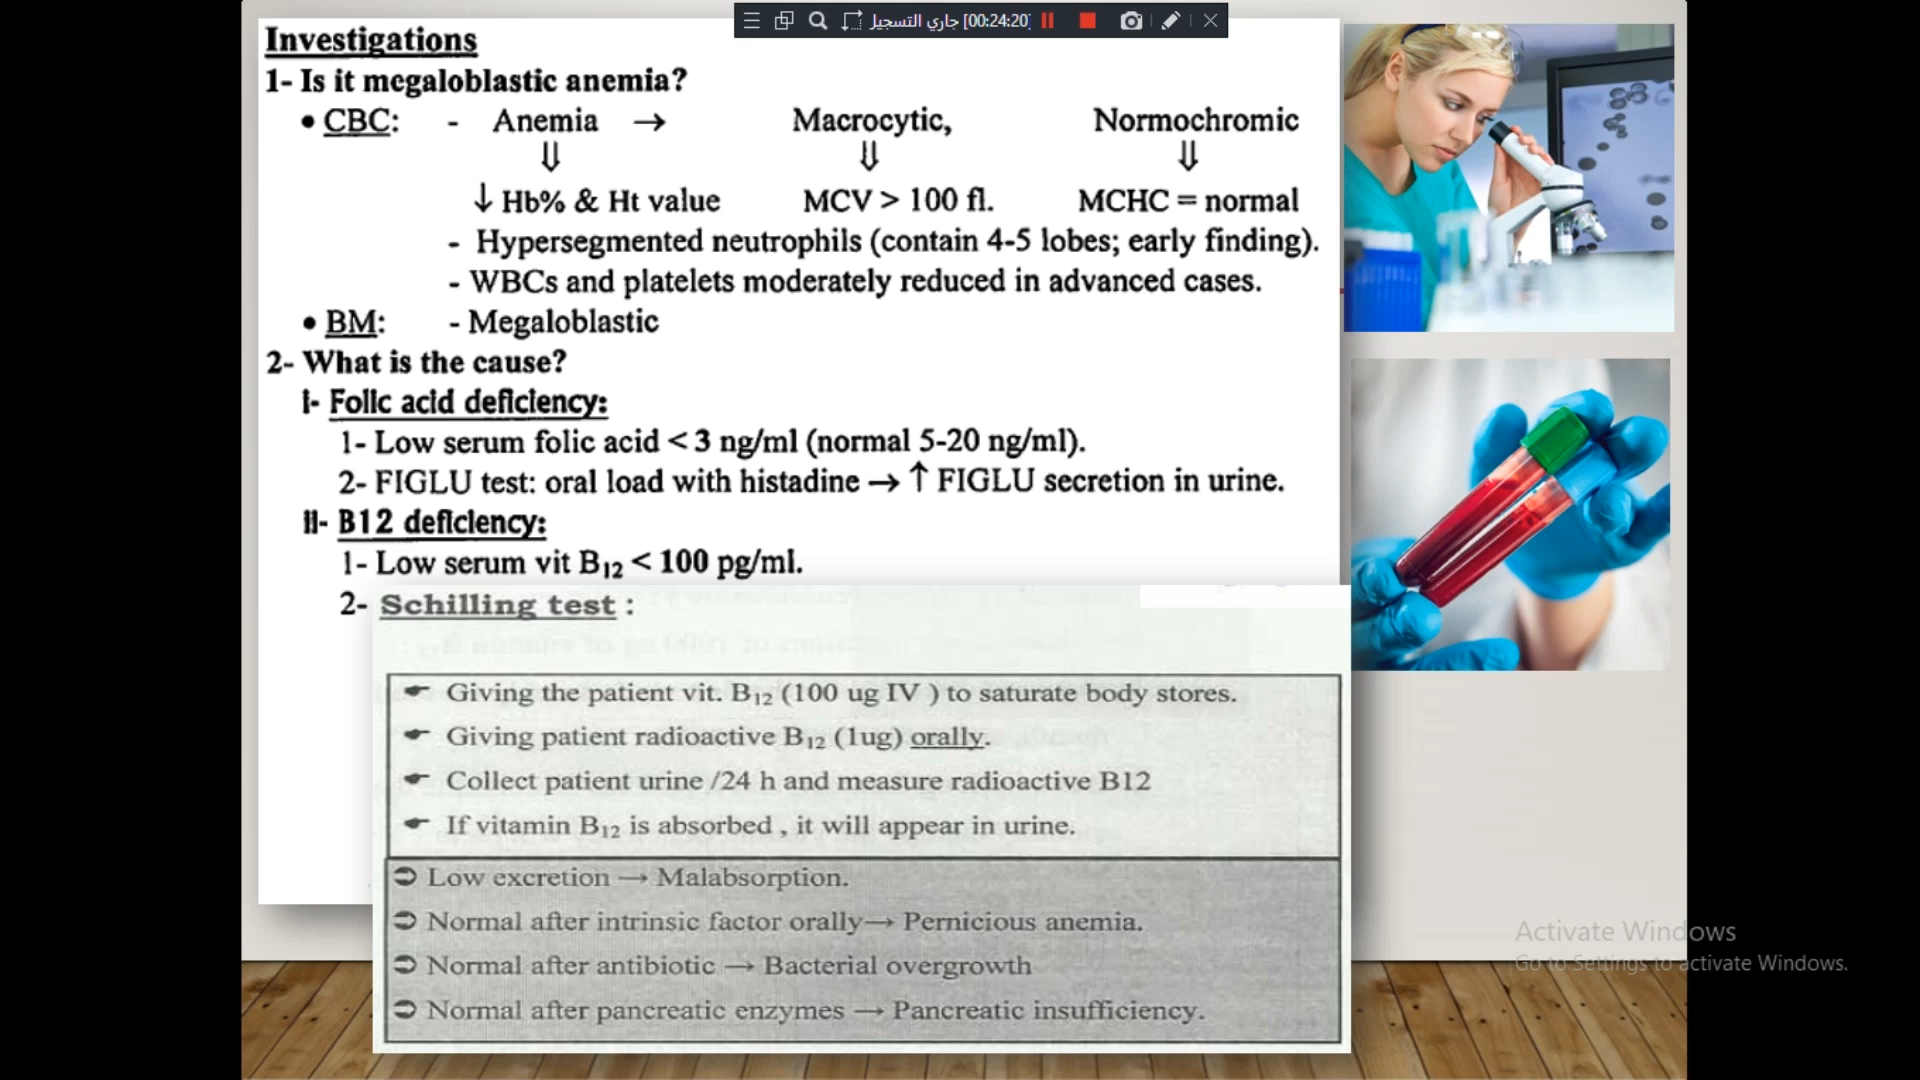 جاري التسجيل [00:24:20]
Investigations
1- Is it megaloblastic anemia?
• CBC: - Anemia → Macrocytic, Normochromic
⇓ ⇓ ⇓
↓ Hb% & Ht value MCV > 100 fl. MCHC = normal
- Hypersegmented neutrophils (contain 4-5 lobes; early finding).
- WBCs and platelets moderately reduced in advanced cases.
• BM: - Megaloblastic
2- What is the cause?
I- Folic acid deficiency:
1- Low serum folic acid < 3 ng/ml (normal 5-20 ng/ml).
2- FIGLU test: oral load with histadine → ↑ FIGLU secretion in urine.
II- B12 deficiency:
1- Low serum vit B12 < 100 pg/ml.
2- Schilling test :
Giving the patient vit. B12 (100 ug IV ) to saturate body stores.
Giving patient radioactive B12 (1ug) orally.
Collect patient urine /24 h and measure radioactive B12
If vitamin B12 is absorbed , it will appear in urine.
Low excretion → Malabsorption.
Normal after intrinsic factor orally→ Pernicious anemia.
Normal after antibiotic → Bacterial overgrowth
Normal after pancreatic enzymes → Pancreatic insufficiency.
Activate Windows
Go to Settings to activate Windows.